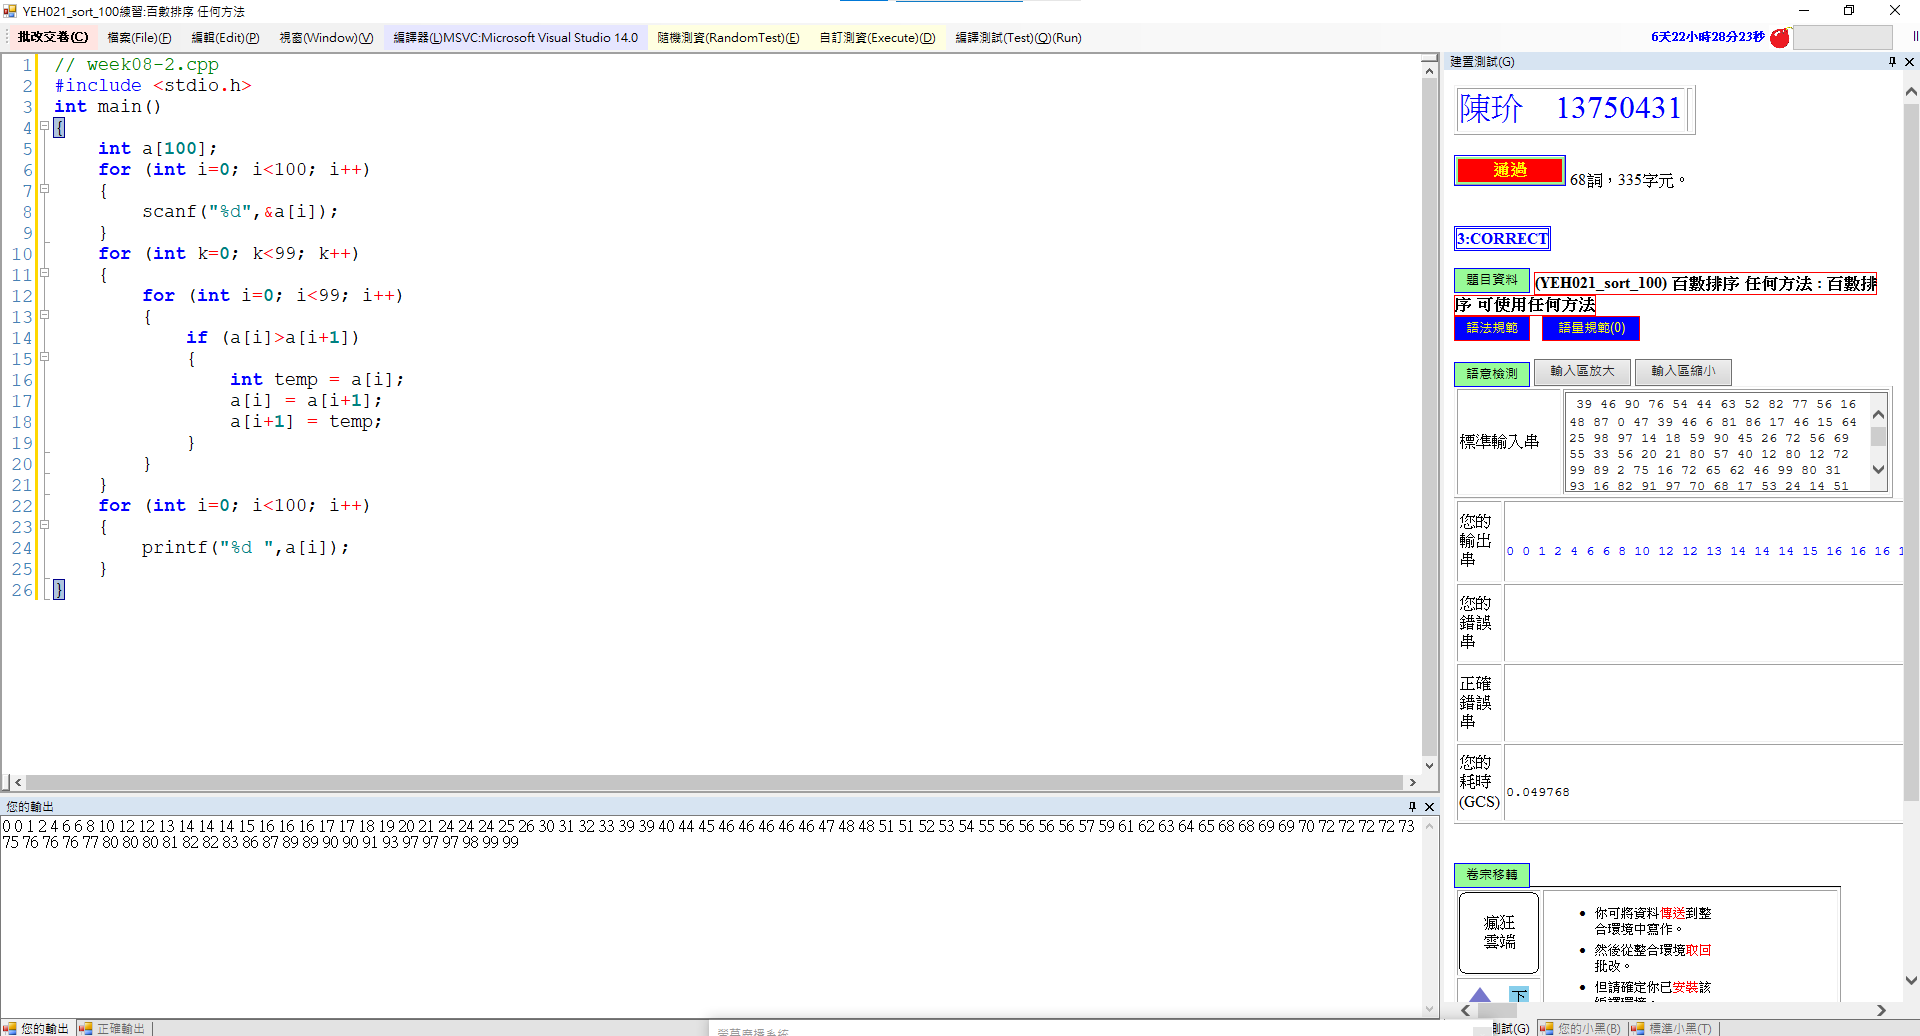 YEH021_sort_100練習:百數排序 任何方法
批改交卷(C) 檔案(File)(F) 編輯(Edit)(P) 視窗(Window)(V) 編譯器(L)MSVC:Microsoft Visual Studio 14.0 隨機測資(RandomTest)(E) 自訂測資(Execute)(D) 編譯測試(Test)(Q)(Run) 6天22小時28分23秒
1 // week08-2.cpp
2 #include <stdio.h>
3 int main()
4 {
5 int a[100];
6 for (int i=0; i<100; i++)
7 {
8 scanf("%d",&a[i]);
9 }
10 for (int k=0; k<99; k++)
11 {
12 for (int i=0; i<99; i++)
13 {
14 if (a[i]>a[i+1])
15 {
16 int temp = a[i];
17 a[i] = a[i+1];
18 a[i+1] = temp;
19 }
20 }
21 }
22 for (int i=0; i<100; i++)
23 {
24 printf("%d ",a[i]);
25 }
26 }
您的輸出
0 0 1 2 4 6 6 8 10 12 12 13 14 14 14 15 16 16 16 17 17 18 19 20 21 24 24 24 25 26 30 31 32 33 39 39 40 44 45 46 46 46 46 46 47 48 48 51 51 52 53 54 55 56 56 56 56 57 59 61 62 63 64 65 68 68 69 69 70 72 72 72 72 73
75 76 76 76 77 80 80 80 81 82 82 83 86 87 89 89 90 90 91 93 97 97 97 98 99 99
您的輸出 正確輸出
建置測試(G)
陳玠 13750431
通過 68詞，335字元。
3:CORRECT
題目資料 (YEH021_sort_100) 百數排序 任何方法 : 百數排
序 可使用任何方法
語法規範 語量規範(0)
語意檢測 輸入區放大 輸入區縮小
標準輸入串
39 46 90 76 54 44 63 52 82 77 56 16
48 87 0 47 39 46 6 81 86 17 46 15 64
25 98 97 14 18 59 90 45 26 72 56 69
55 33 56 20 21 80 57 40 12 80 12 72
99 89 2 75 16 72 65 62 46 99 80 31
93 16 82 91 97 70 68 17 53 24 14 51
您的
輸出
串
0 0 1 2 4 6 6 8 10 12 12 13 14 14 14 15 16 16 16 1
您的
錯誤
串
正確
錯誤
串
您的
耗時
(GCS)
0.049768
卷宗移轉
瘋狂
雲端
下
• 你可將資料傳送到整
合環境中寫作。
• 然後從整合環境取回
批改。
• 但請確定你已安裝該
測試(G) 您的小黑(B) 標準小黑(T)